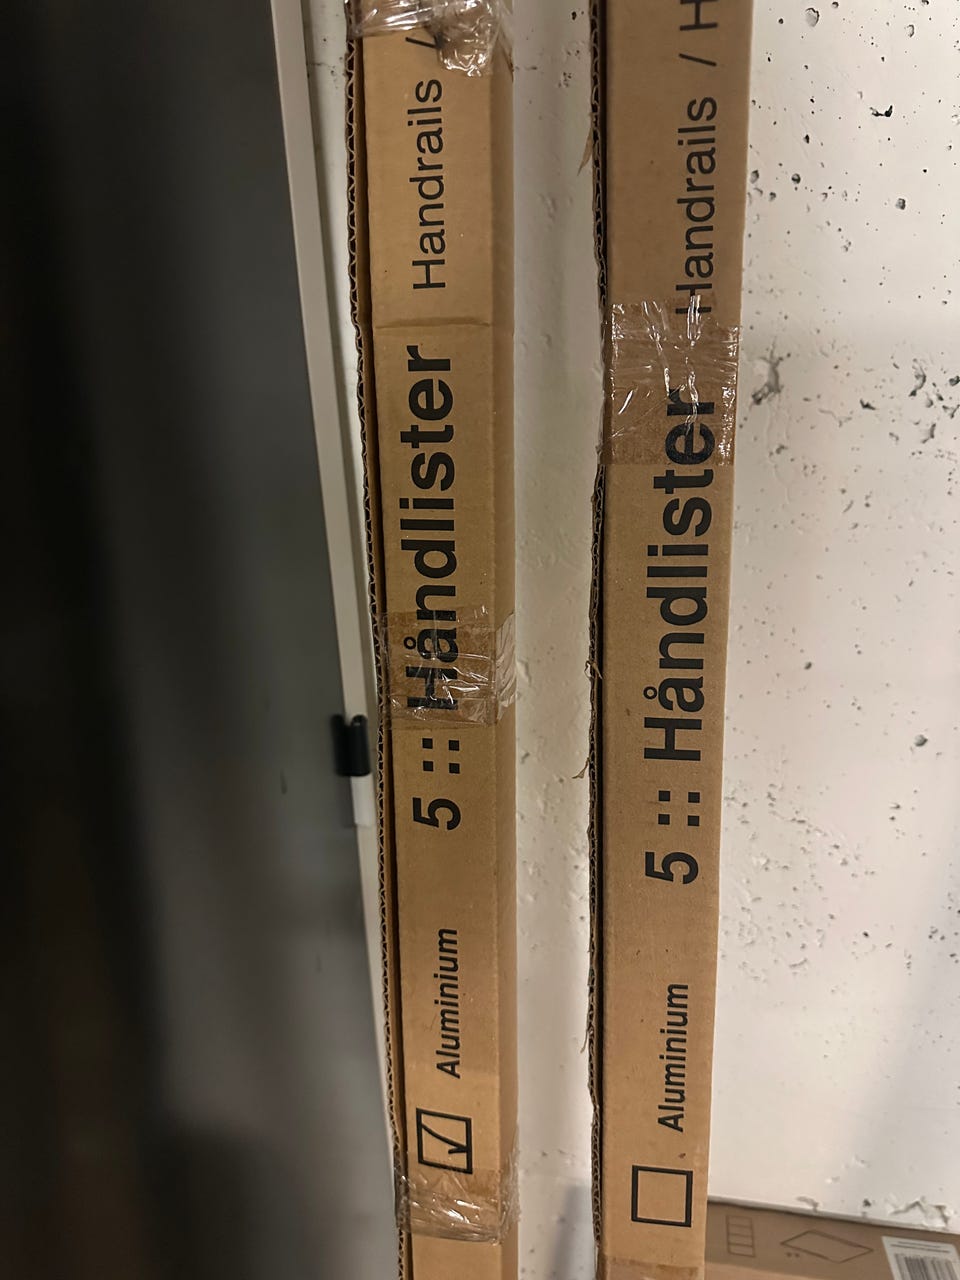 ☑ Aluminium 5 :: Håndlister Handrails /
☐ Aluminium 5 :: Håndlister Handrails / H